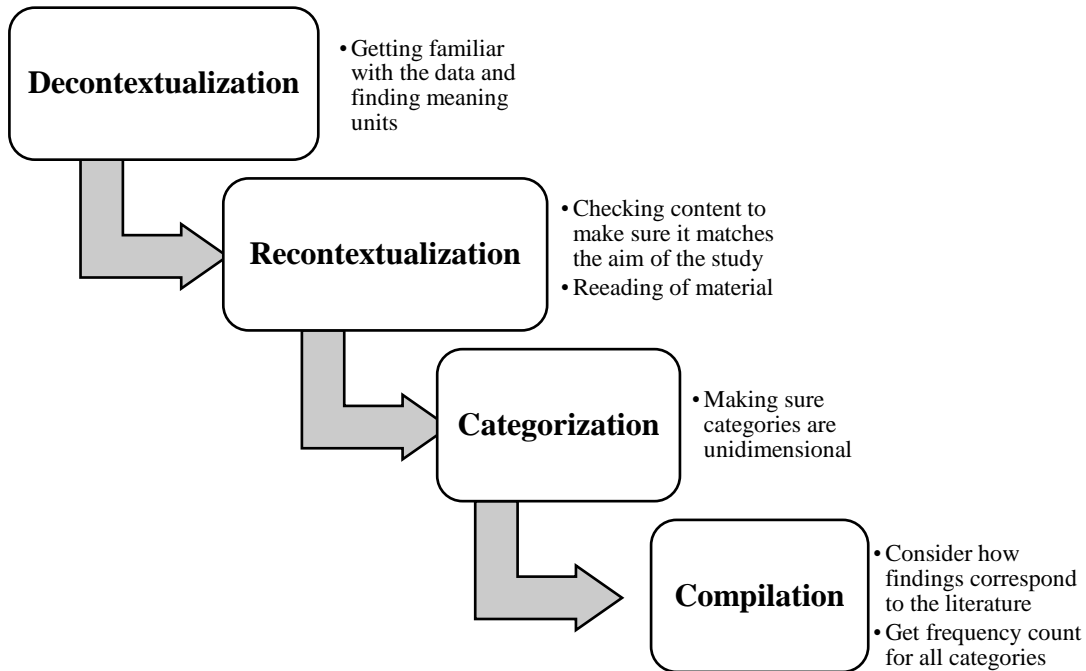 Decontextualization
• Getting familiar
with the data and
finding meaning
units
Recontextualization
• Checking content to
make sure it matches
the aim of the study
• Reeading of material
Categorization
• Making sure
categories are
unidimensional
Compilation
• Consider how
findings correspond
to the literature
• Get frequency count
for all categories